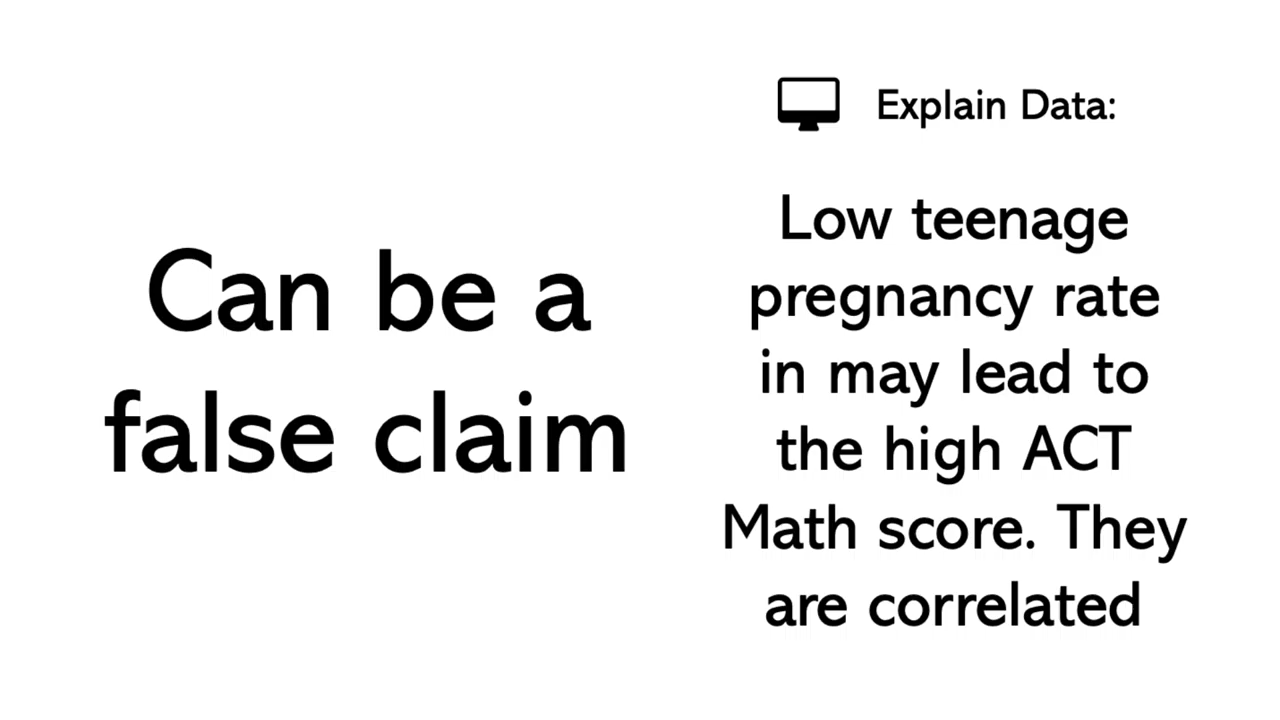 Can be a
false claim
Explain Data:
Low teenage
pregnancy rate
in may lead to
the high ACT
Math score. They
are correlated